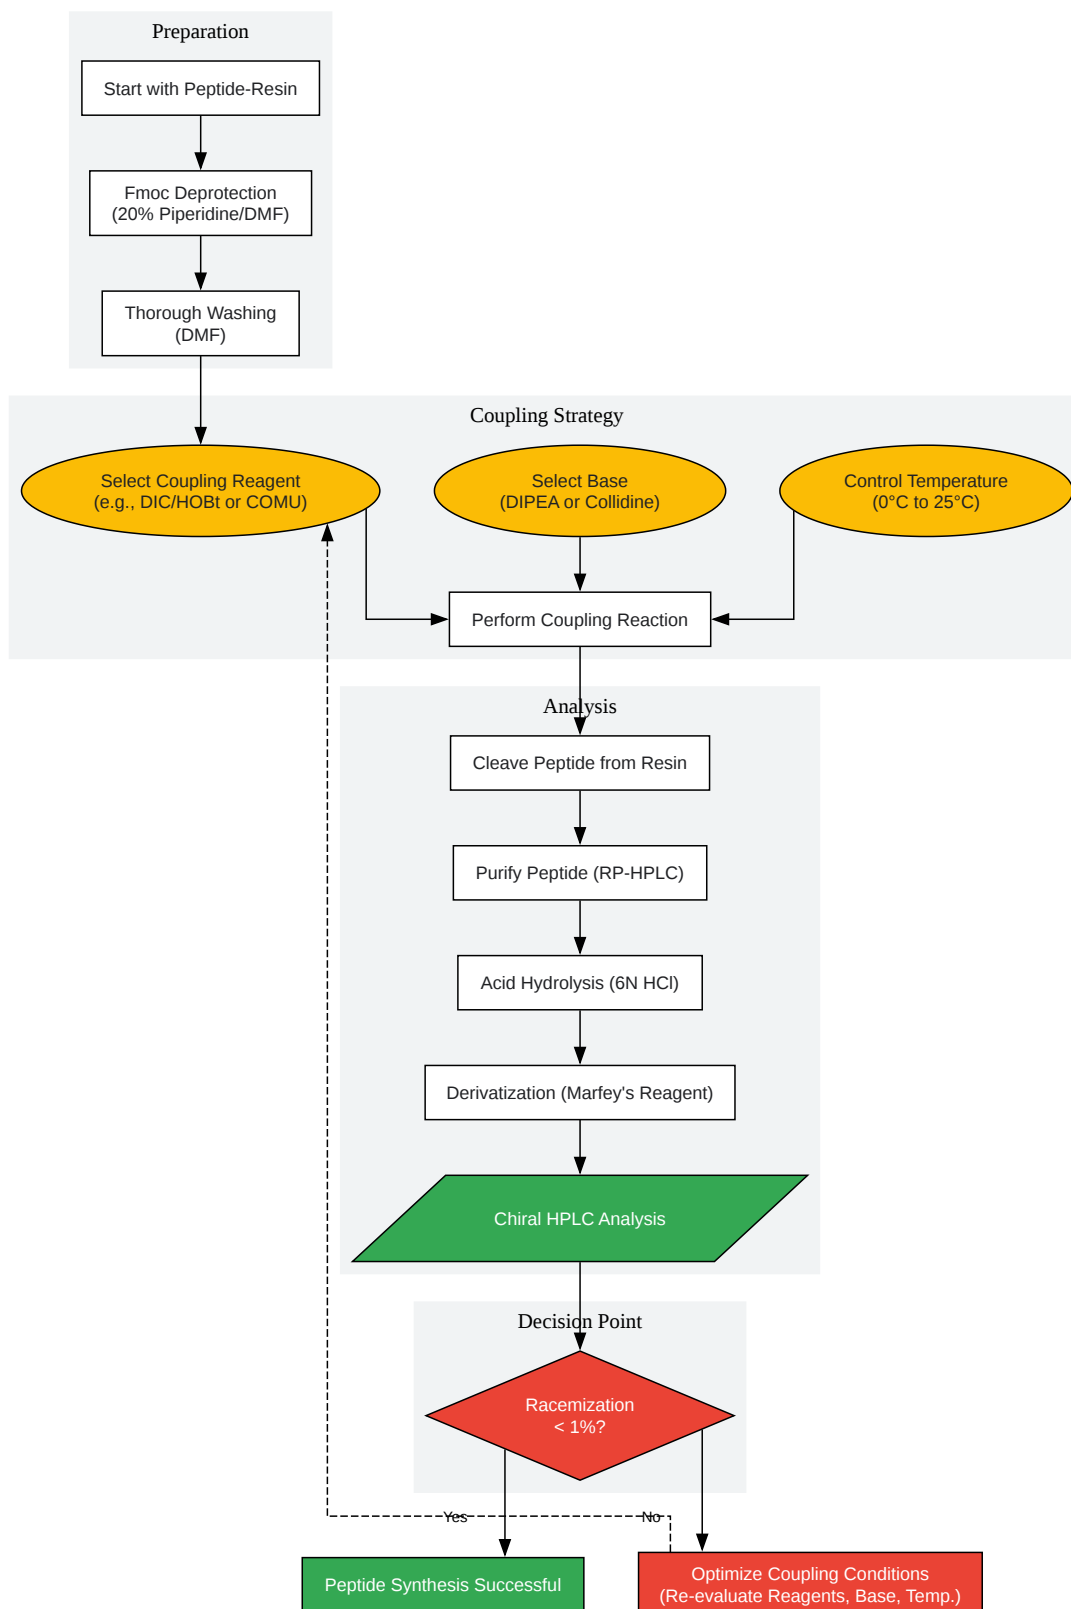 Preparation
Start with Peptide-Resin
Fmoc Deprotection
(20% Piperidine/DMF)
Thorough Washing
(DMF)
Coupling Strategy
Select Coupling Reagent
(e.g., DIC/HOBt or COMU)
Select Base
(DIPEA or Collidine)
Control Temperature
(0°C to 25°C)
Perform Coupling Reaction
Analysis
Cleave Peptide from Resin
Purify Peptide (RP-HPLC)
Acid Hydrolysis (6N HCl)
Derivatization (Marfey's Reagent)
Chiral HPLC Analysis
Decision Point
Racemization
< 1%?
Yes
No
Peptide Synthesis Successful
Optimize Coupling Conditions
(Re-evaluate Reagents, Base, Temp.)